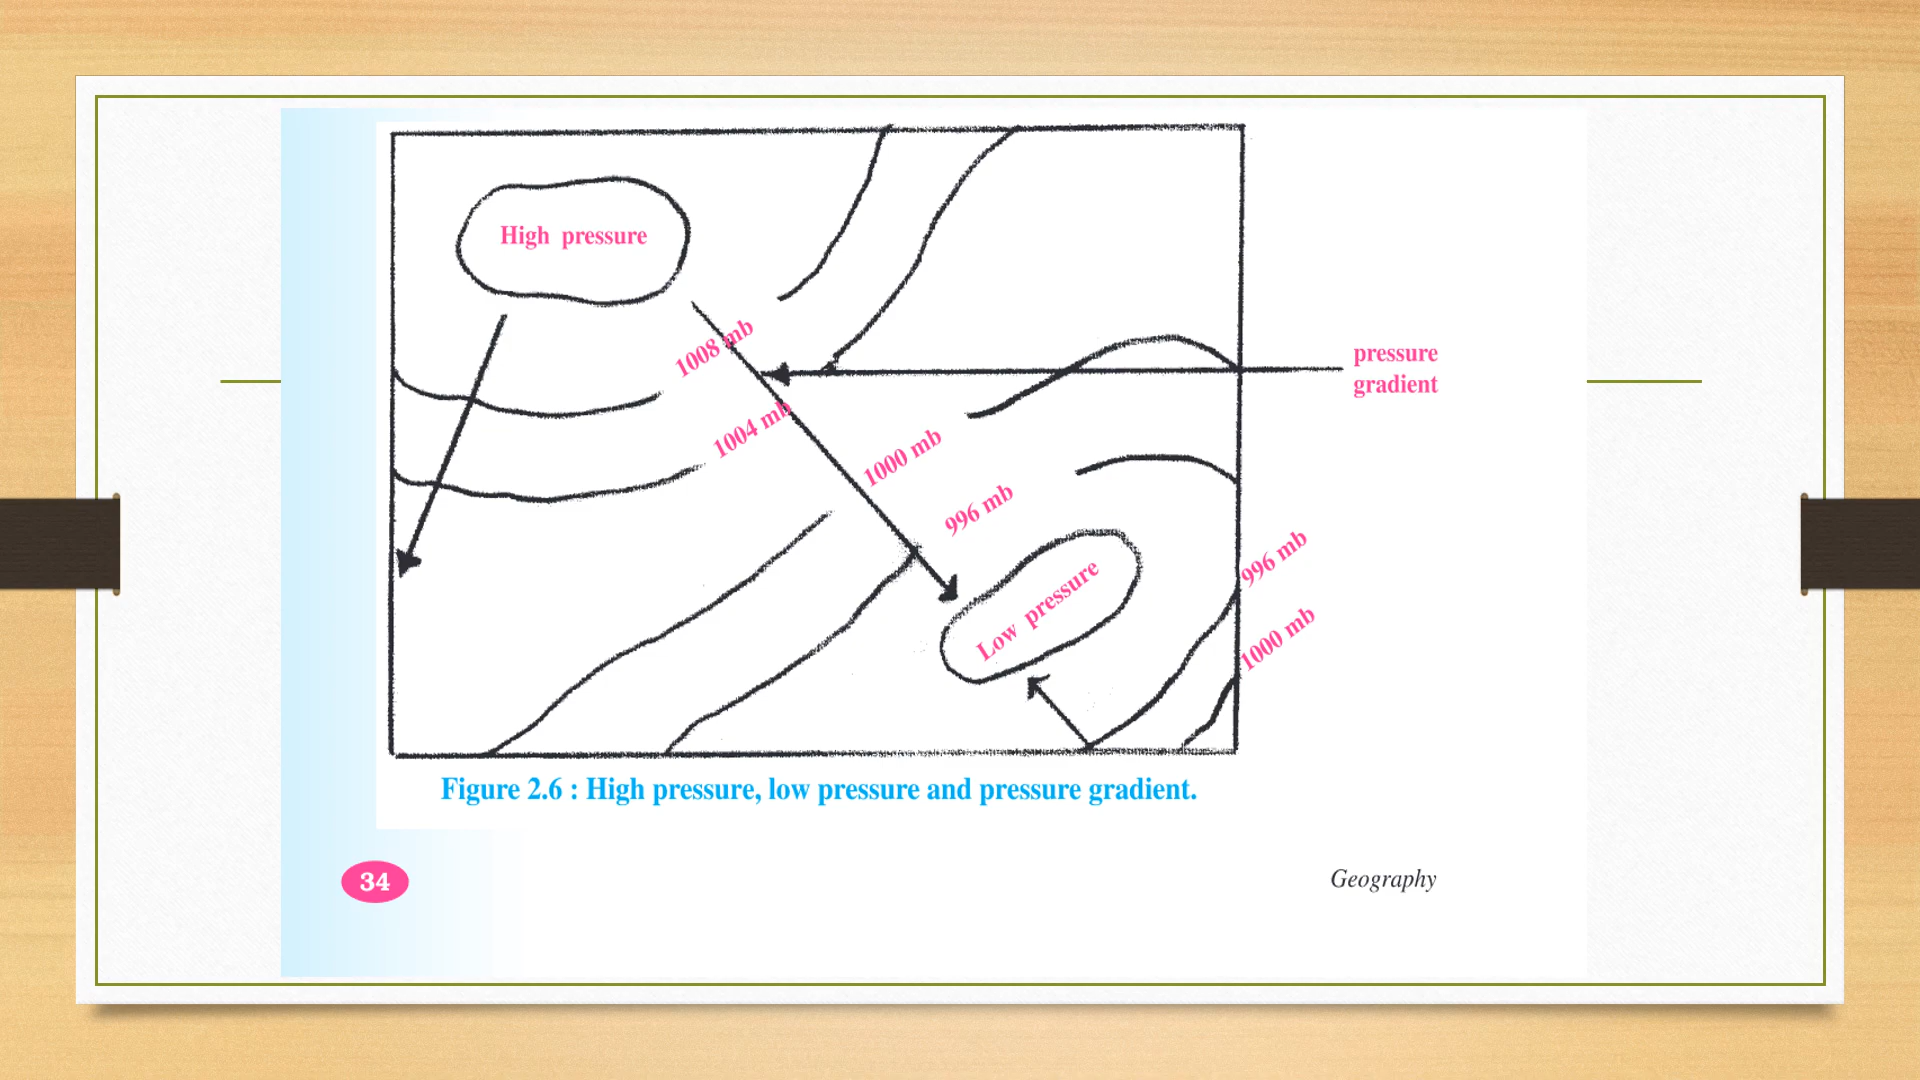 High pressure
1008 mb
pressure
gradient
1004 mb
1000 mb
996 mb
996 mb
Low pressure
1000 mb
Figure 2.6 : High pressure, low pressure and pressure gradient.
34
Geography